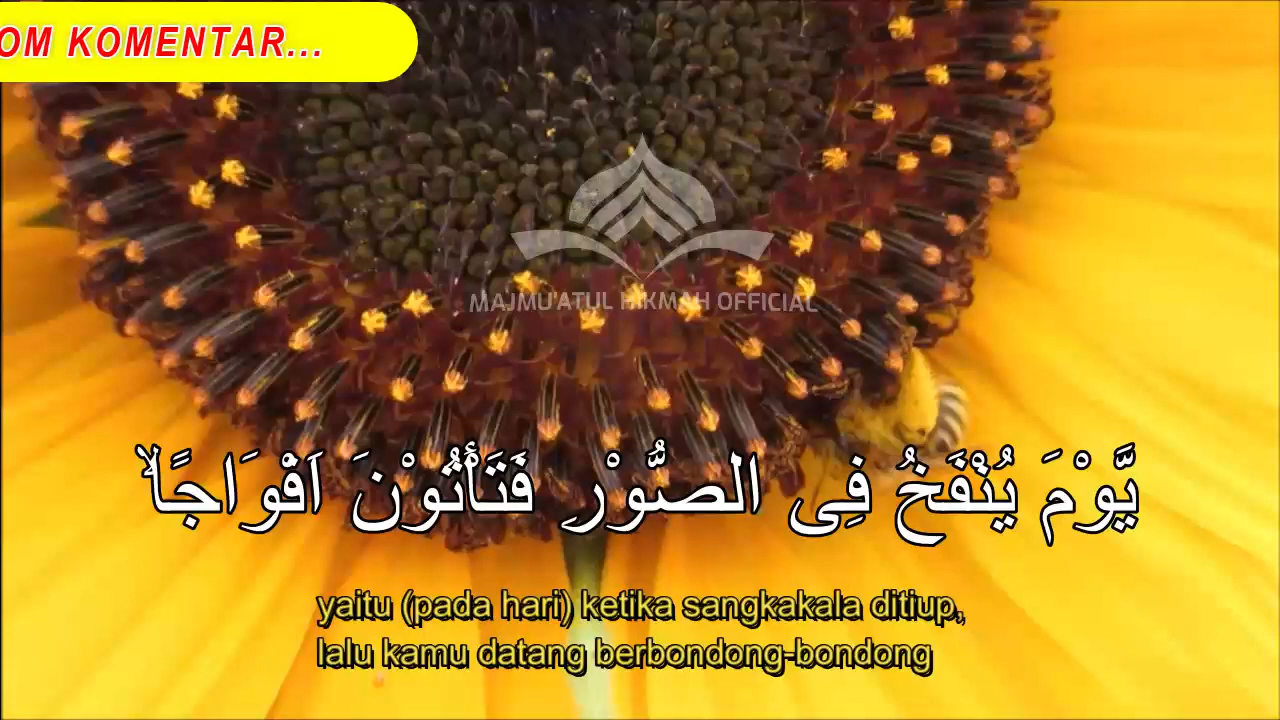 OM KOMENTAR...
MAJMU'ATUL HIKMAH OFFICIAL
يَّوْمَ يُنْفَخُ فِى الصُّوْرِ فَتَأْتُوْنَ اَفْوَاجًاۙ
yaitu (pada hari) ketika sangkakala ditiup,
lalu kamu datang berbondong-bondong